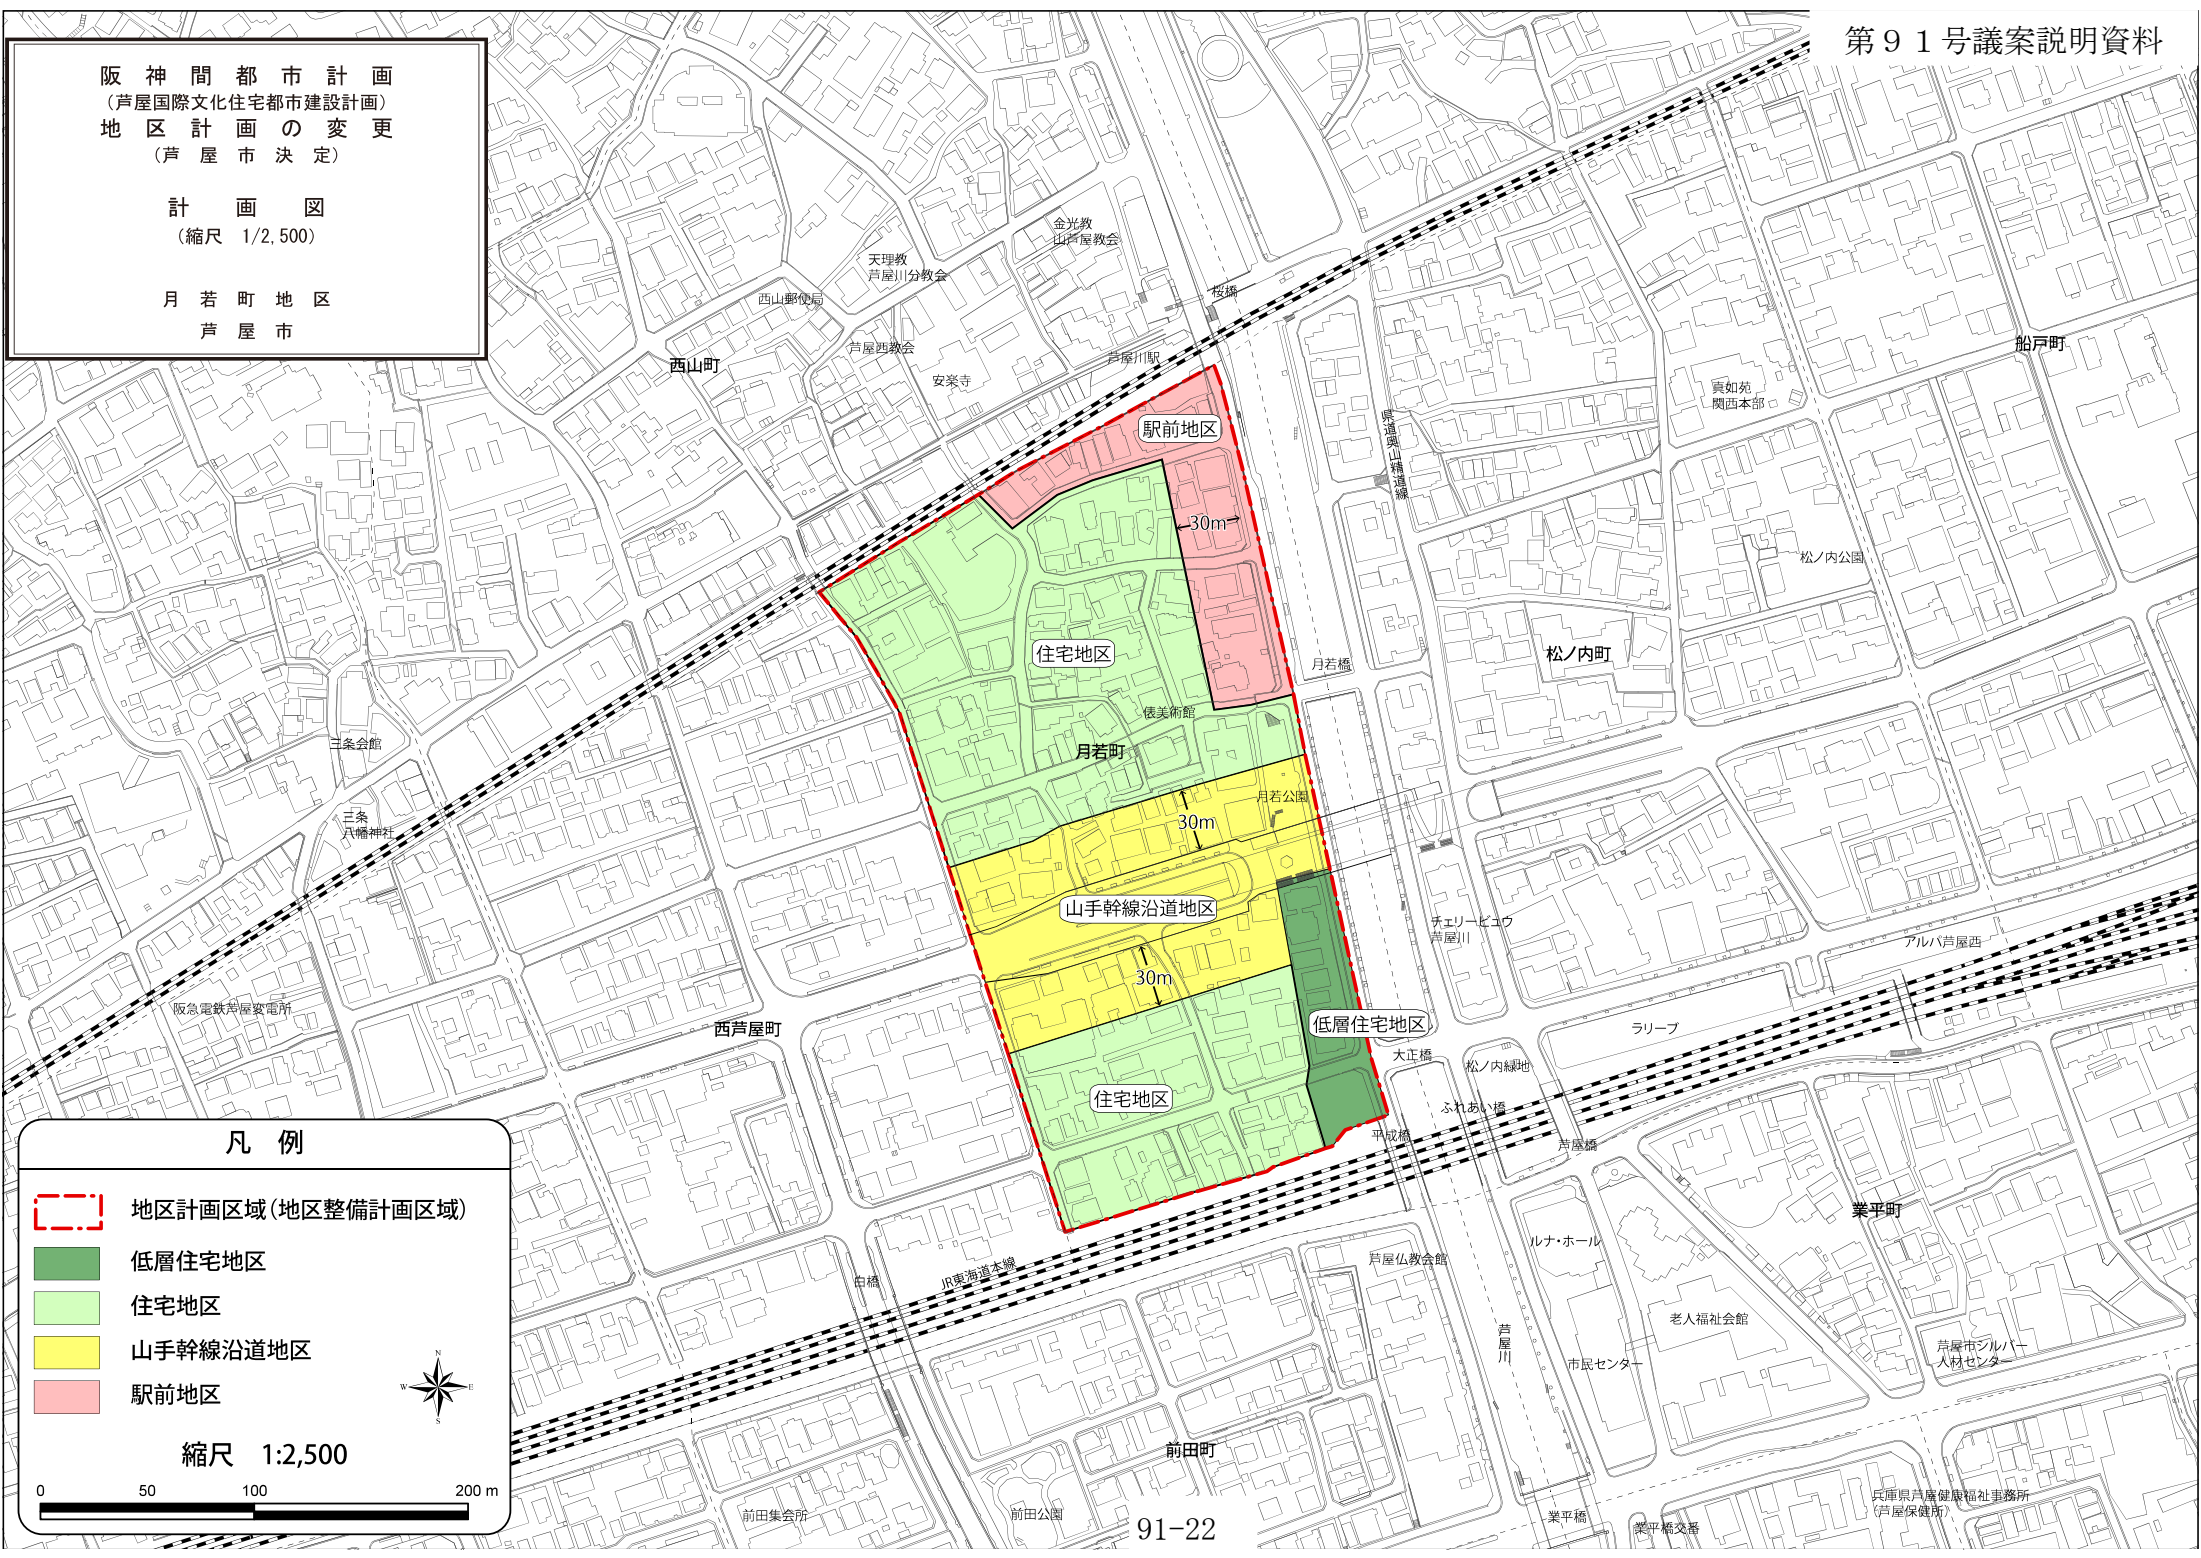 第９１号議案説明資料
阪神間都市計画
（芦屋国際文化住宅都市建設計画）
地区計画の変更
（芦屋市決定）
計画図
（縮尺　1/2,500）
月若町地区
芦屋市
金光教
山芦屋教会
天理教
芦屋川分教会
西山郵便局
桜橋
芦屋西教会
芦屋川駅
西山町
安楽寺
船戸町
真如苑
関西本部
駅前地区
県道奥山精道線
30m
松ノ内公園
住宅地区
松ノ内町
月若橋
俵美術館
三条会館
月若町
月若公園
30m
三条
八幡神社
山手幹線沿道地区
チェリービュウ
芦屋川
アルパ芦屋西
30m
阪急電鉄芦屋変電所
西芦屋町
低層住宅地区
ラリーブ
大正橋
松ノ内緑地
住宅地区
ふれあい橋
平成橋
芦屋橋
業平町
ルナ・ホール
芦屋仏教会館
JR東海道本線
白橋
老人福祉会館
芦屋川
市民センター
芦屋市シルバー
人材センター
前田町
前田集会所
前田公園
業平橋
業平橋交番
兵庫県芦屋健康福祉事務所
（芦屋保健所）
凡　例
地区計画区域（地区整備計画区域）
低層住宅地区
住宅地区
山手幹線沿道地区
駅前地区
N
W
E
S
縮尺　1:2,500
0 50 100 200 m
91-22